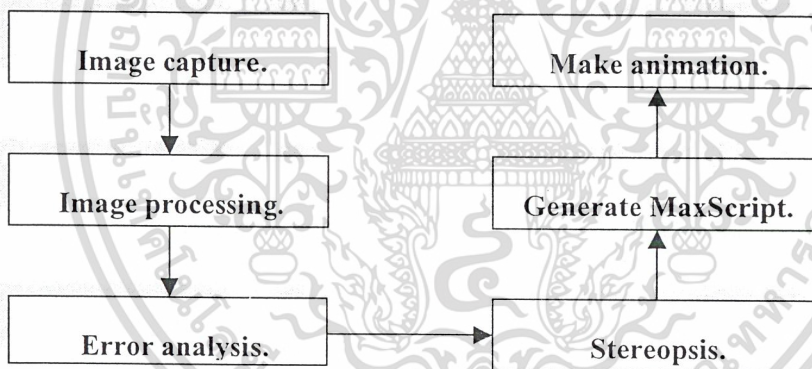 Image capture.
Image processing.
Error analysis.
Stereopsis.
Generate MaxScript.
Make animation.